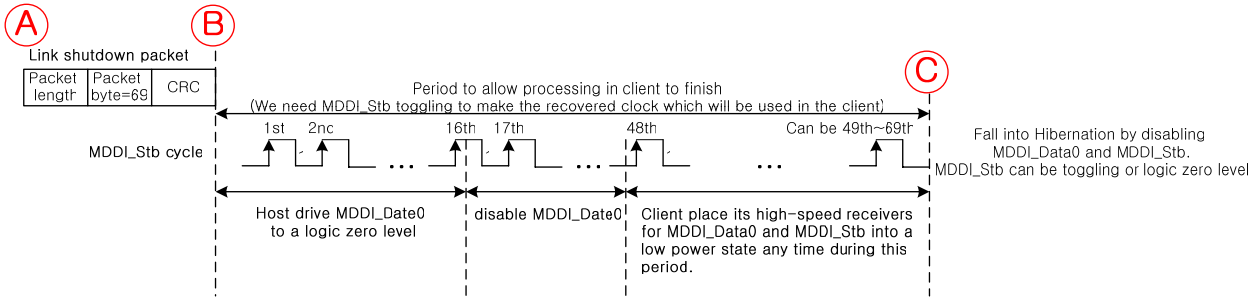 A
B
C
Link shutdown packet
Packet length
Packet byte=69
CRC
Period to allow processing in client to finish
(We need MDDI_Stb toggling to make the recovered clock which will be used in the client)
1st
2nd
16th
17th
48th
Can be 49th~69th
MDDI_Stb cycle
...
...
...
Fall into Hibernation by disabling
MDDI_Data0 and MDDI_Stb.
MDDI_Stb can be toggling or logic zero level
Host drive MDDI_Date0
to a logic zero level
disable MDDI_Date0
Client place its high-speed receivers
for MDDI_Data0 and MDDI_Stb into a
low power state any time during this
period.